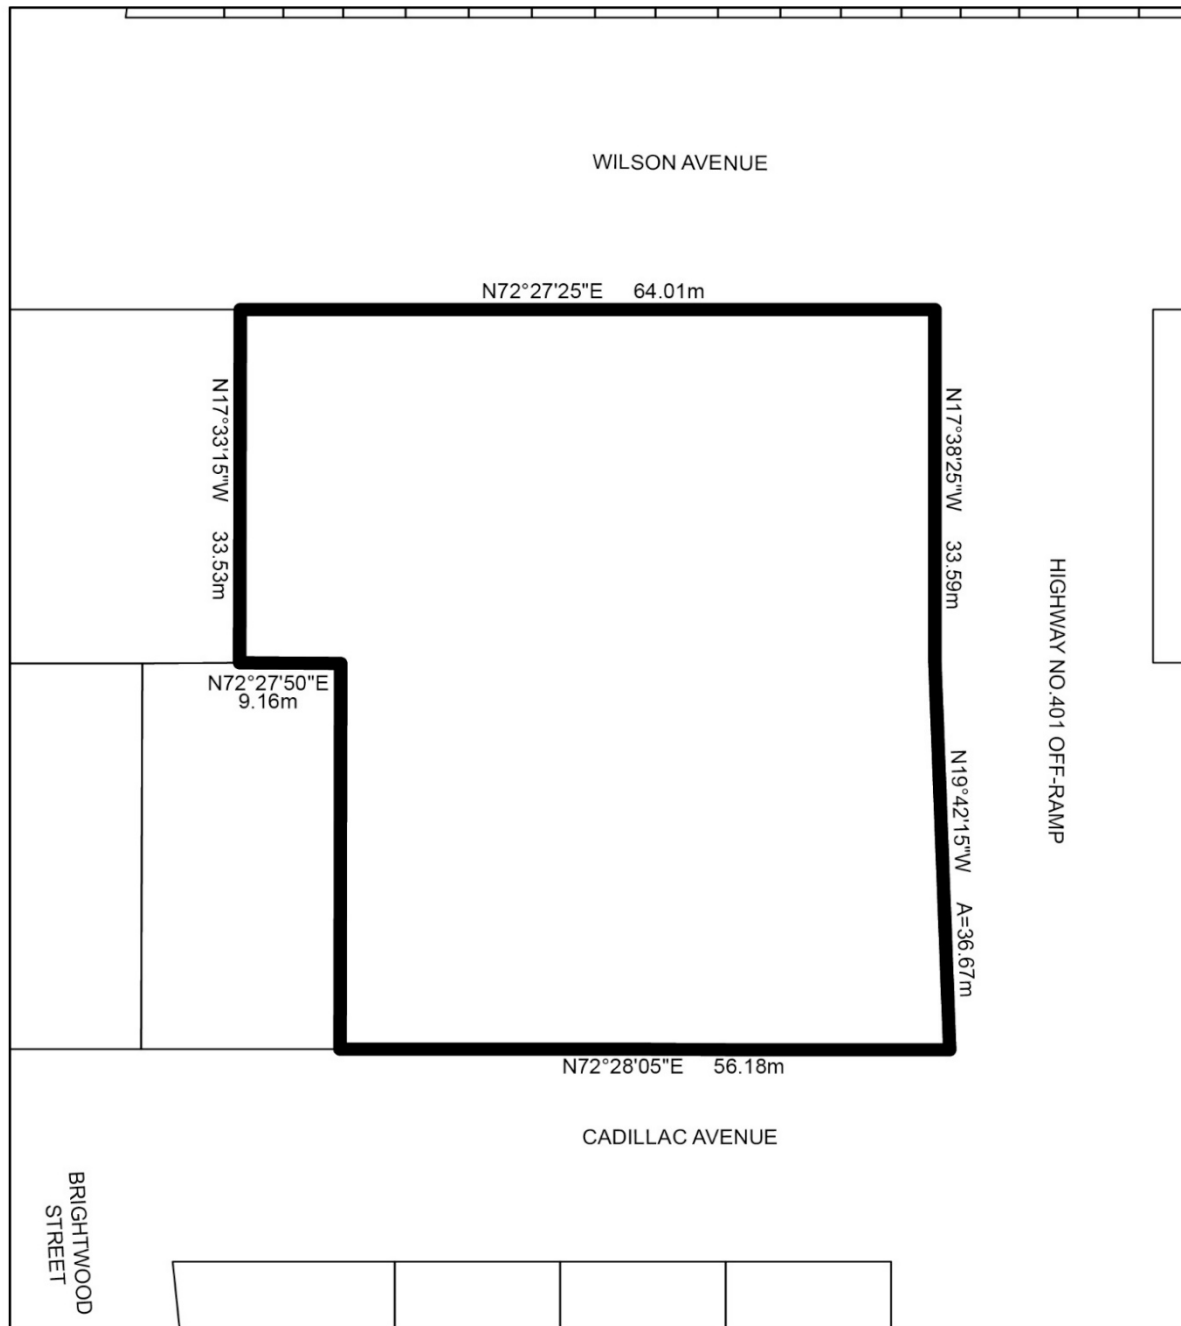 WILSON AVENUE
N72°27'25"E 64.01m
N17°33'15"W 33.53m
N17°38'25"W 33.59m
HIGHWAY NO.401 OFF-RAMP
N72°27'50"E
9.16m
N19°42'15"W A=36.67m
N72°28'05"E 56.18m
CADILLAC AVENUE
BRIGHTWOOD
STREET